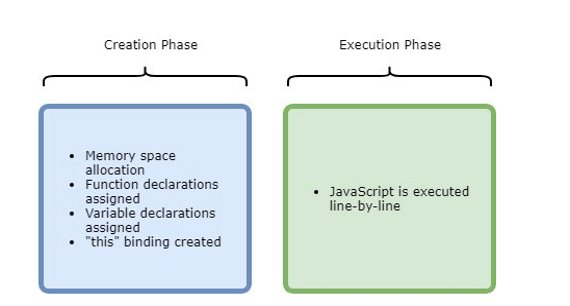 Creation Phase
Execution Phase
• Memory space
allocation
• Function declarations
assigned
• Variable declarations
assigned
• "this" binding created
• JavaScript is executed
line-by-line